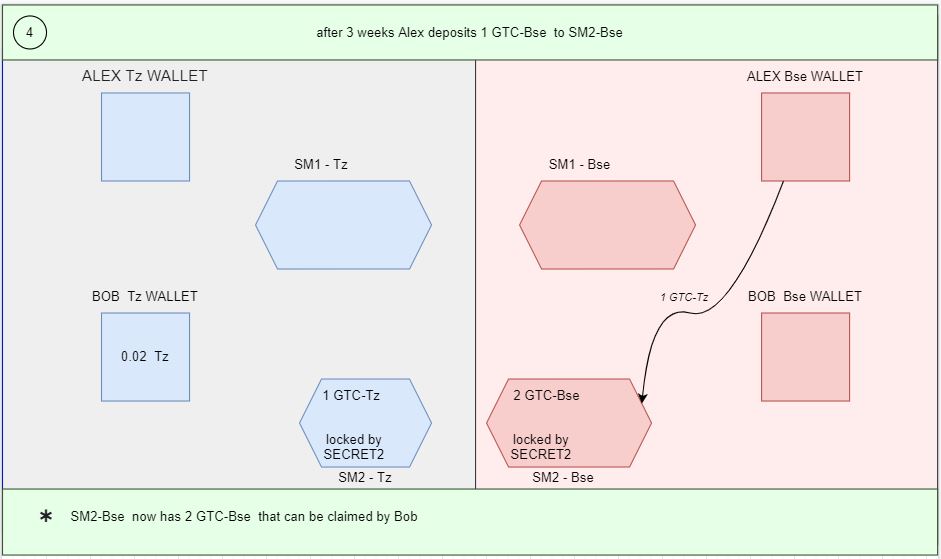 4
after 3 weeks Alex deposits 1 GTC-Bse to SM2-Bse
ALEX Tz WALLET
ALEX Bse WALLET
SM1 - Tz
SM1 - Bse
BOB Tz WALLET
1 GTC-Tz
BOB Bse WALLET
0.02 Tz
1 GTC-Tz
locked by
SECRET2
SM2 - Tz
2 GTC-Bse
locked by
SECRET2
SM2 - Bse
* SM2-Bse now has 2 GTC-Bse that can be claimed by Bob